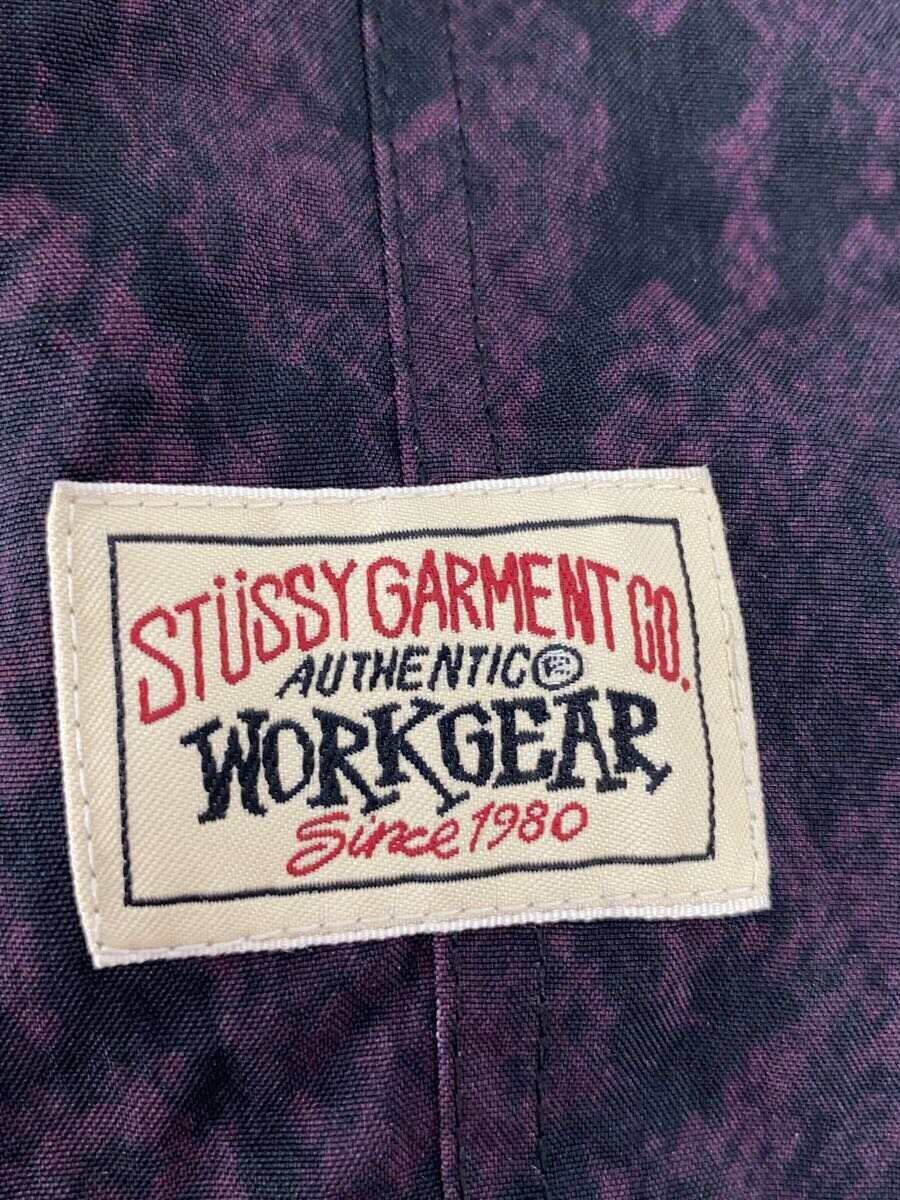 STÜSSY GARMENT CO.
AUTHENTIC
WORKGEAR
Since 1980